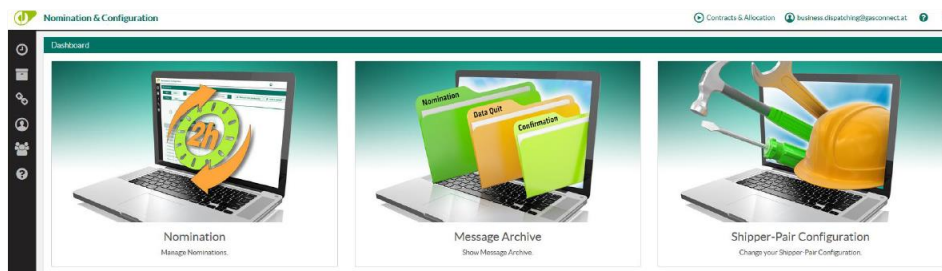 Nomination & Configuration
Contracts & Allocation
business.dispatching@gasconnect.at
Dashboard
2h
Nomination
Data Quit
Confirmation
Nomination
Manage Nominations.
Message Archive
Show Message Archive.
Shipper-Pair Configuration
Change your Shipper-Pair Configuration.